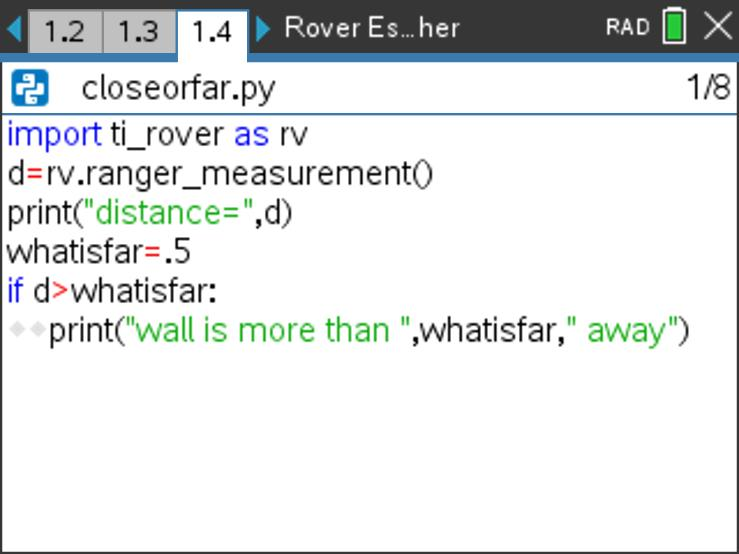 1.2 1.3 1.4 Rover Es...her RAD
closeorfar.py 1/8
import ti_rover as rv
d=rv.ranger_measurement()
print("distance=",d)
whatisfar=.5
if d>whatisfar:
◆◆print("wall is more than ",whatisfar," away")